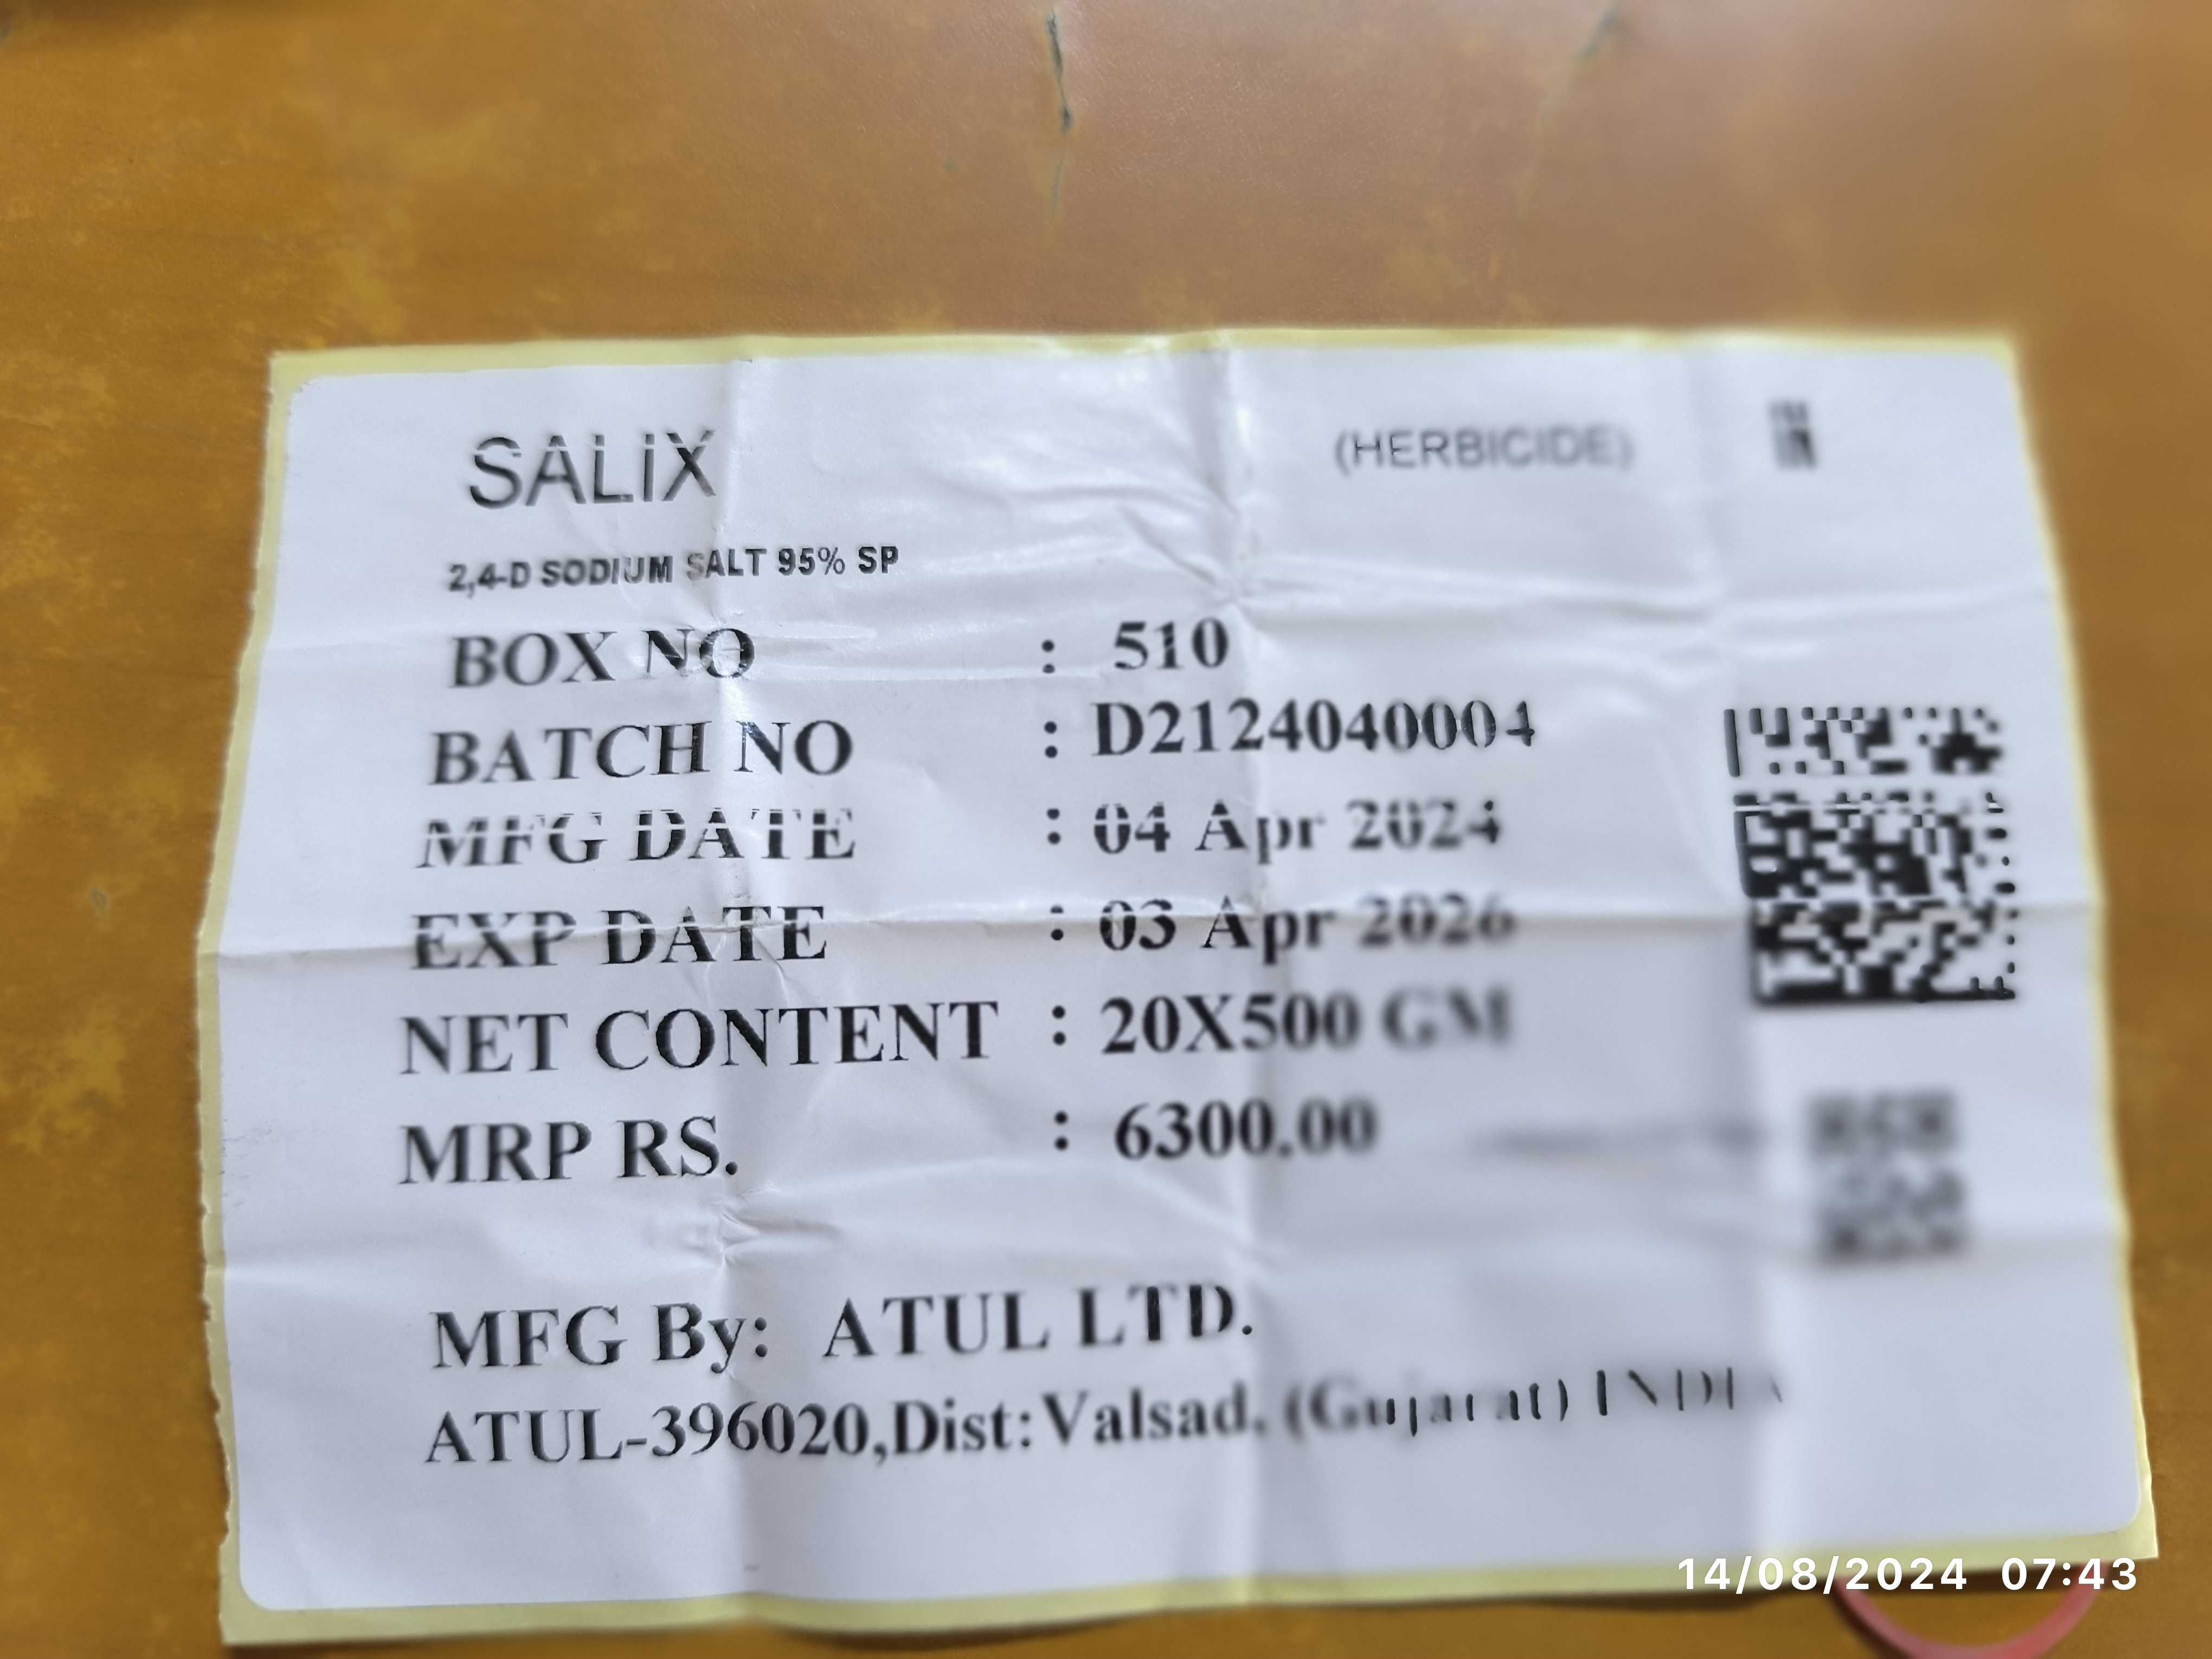 SALiX (HERBICIDE)
2,4-D SODIUM SALT 95% SP
BOX NO : 510
BATCH NO : D2124040004
MFG DATE : 04 Apr 2024
EXP DATE : 03 Apr 2026
NET CONTENT : 20X500 GM
MRP RS. : 6300.00
MFG By: ATUL LTD.
ATUL-396020,Dist:Valsad, (Gujarat) INDIA
14/08/2024 07:43